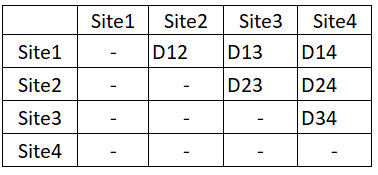 Site1 Site2 Site3 Site4
Site1 - D12 D13 D14
Site2 - - D23 D24
Site3 - - - D34
Site4 - - - -